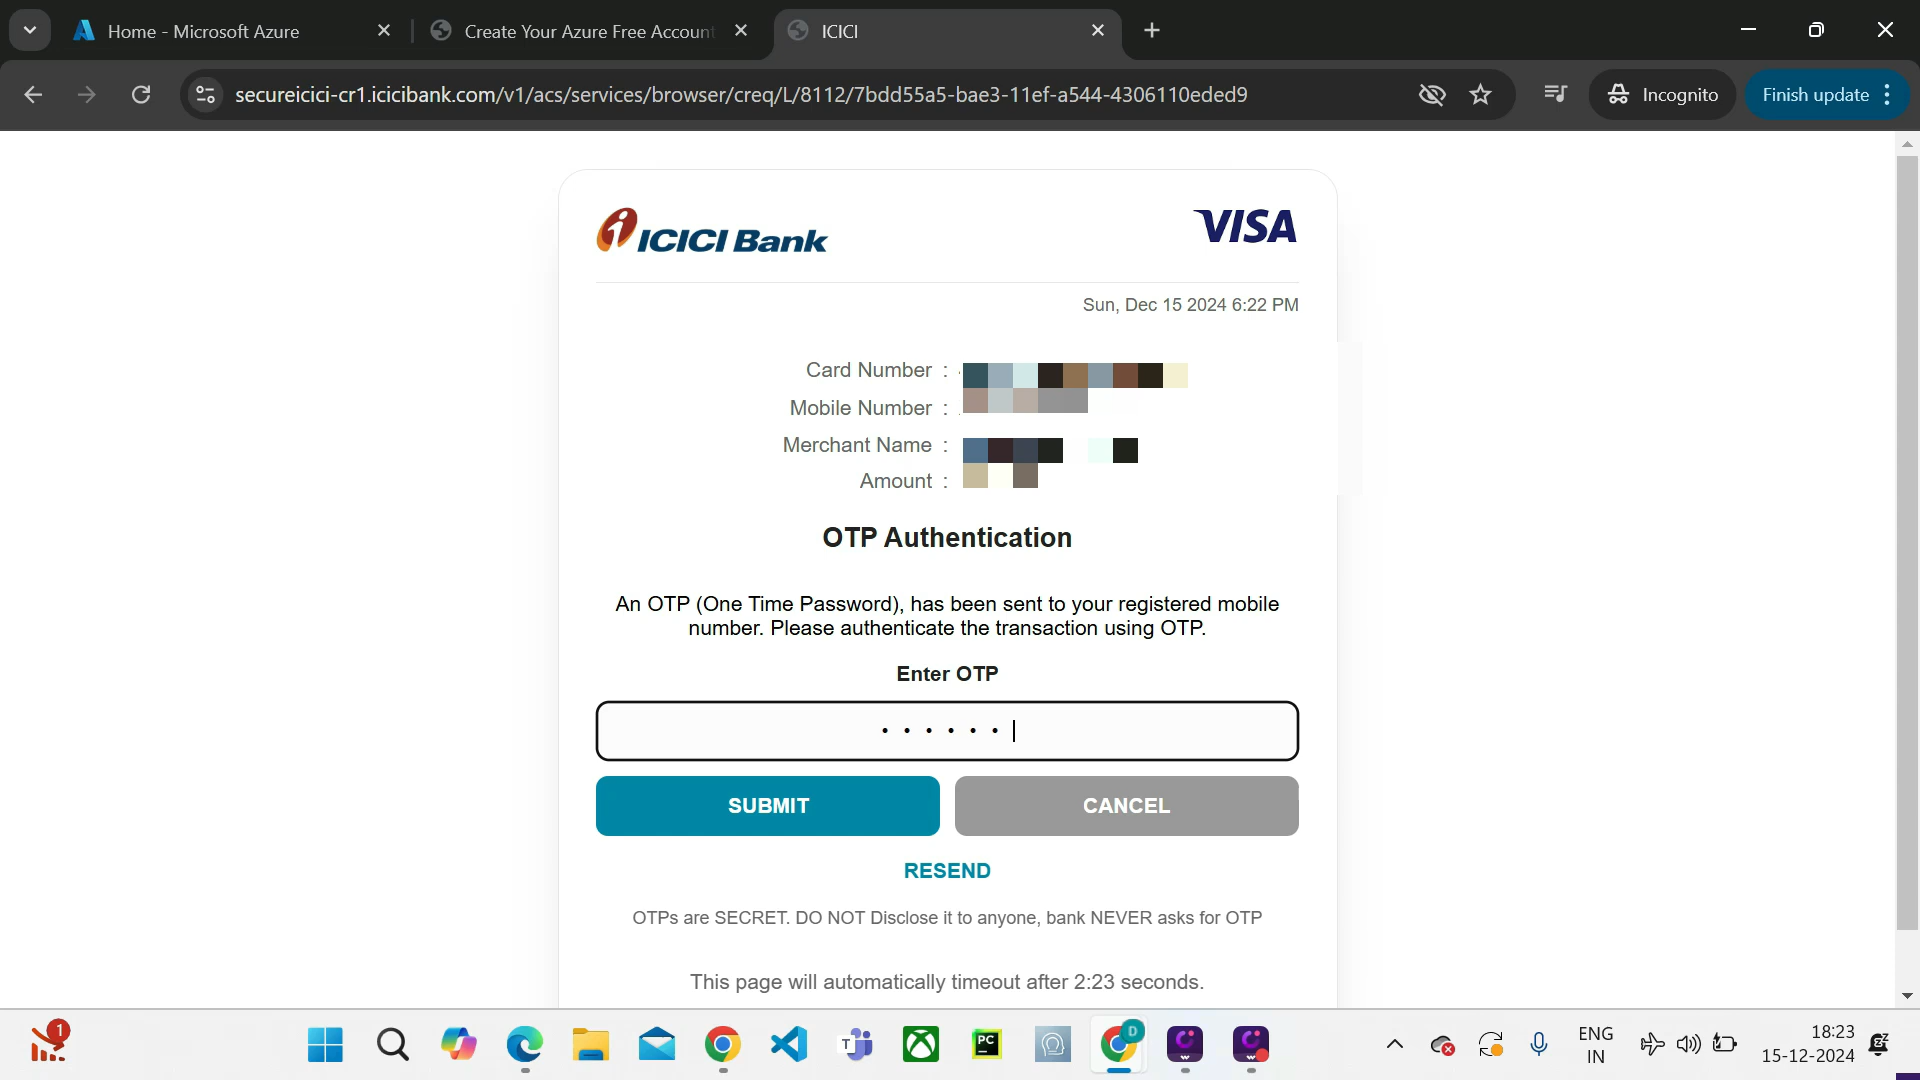 Home - Microsoft Azure
Create Your Azure Free Account
ICICI
secureicici-cr1.icicibank.com/v1/acs/services/browser/creq/L/8112/7bdd55a5-bae3-11ef-a544-4306110eded9
Incognito
Finish update
ICICI Bank
VISA
Sun, Dec 15 2024 6:22 PM
Card Number :
Mobile Number :
Merchant Name :
Amount :
OTP Authentication
An OTP (One Time Password), has been sent to your registered mobile
number. Please authenticate the transaction using OTP.
Enter OTP
SUBMIT
CANCEL
RESEND
OTPs are SECRET. DO NOT Disclose it to anyone, bank NEVER asks for OTP
This page will automatically timeout after 2:23 seconds.
1
PC
D
ENG
IN
18:23
15-12-2024